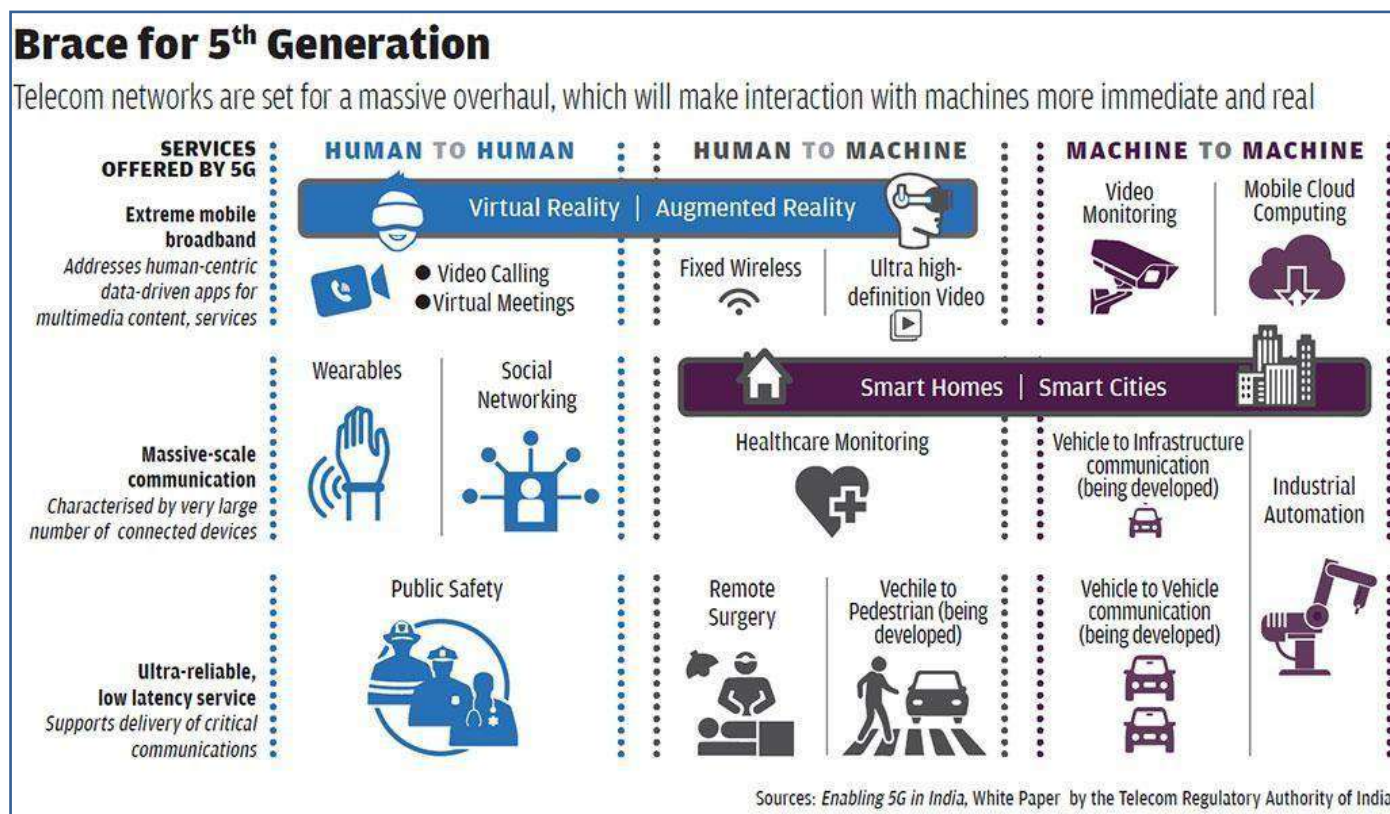 Brace for 5th Generation
Telecom networks are set for a massive overhaul, which will make interaction with machines more immediate and real
SERVICES
OFFERED BY 5G
HUMAN TO HUMAN
HUMAN TO MACHINE
MACHINE TO MACHINE
Extreme mobile
broadband
Addresses human-centric
data-driven apps for
multimedia content, services
Virtual Reality | Augmented Reality
● Video Calling
● Virtual Meetings
Fixed Wireless
Ultra high-
definition Video
Video
Monitoring
Mobile Cloud
Computing
Smart Homes | Smart Cities
Massive-scale
communication
Characterised by very large
number of connected devices
Wearables
Social
Networking
Healthcare Monitoring
Vehicle to Infrastructure
communication
(being developed)
Industrial
Automation
Ultra-reliable,
low latency service
Supports delivery of critical
communications
Public Safety
Remote
Surgery
Vechile to
Pedestrian (being
developed)
Vehicle to Vehicle
communication
(being developed)
Sources: Enabling 5G in India, White Paper by the Telecom Regulatory Authority of India